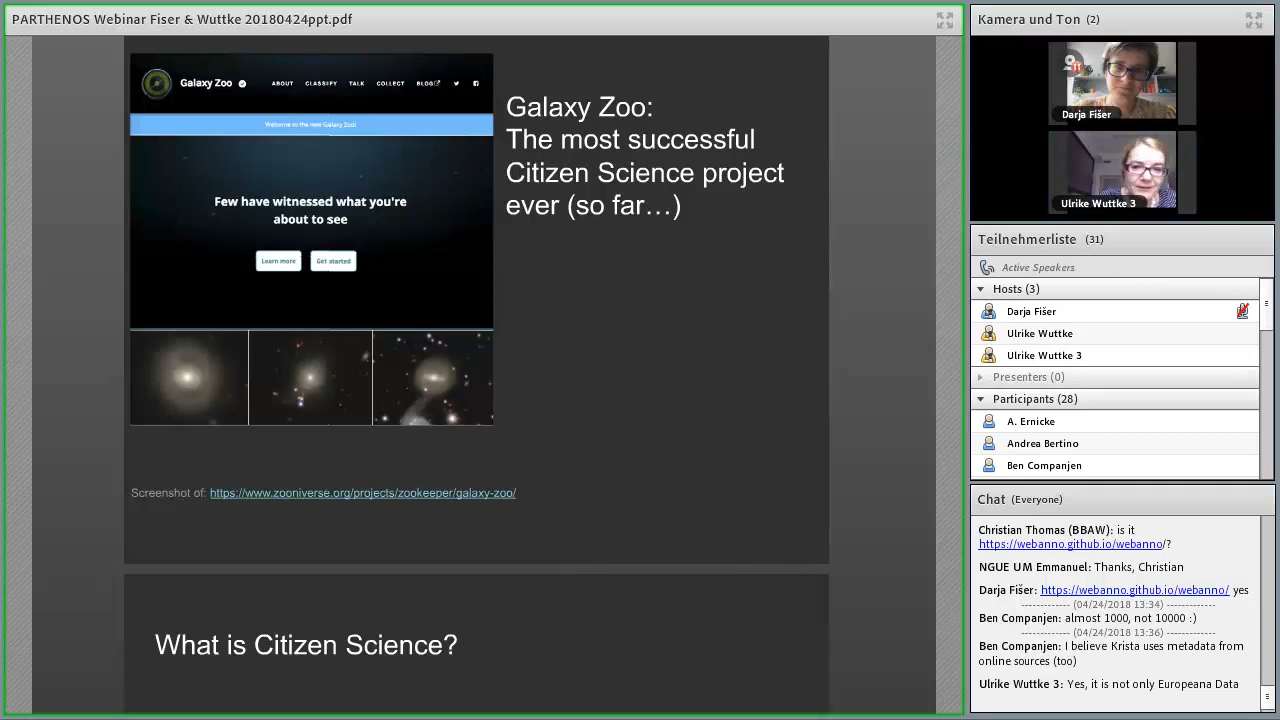 PARTHENOS Webinar Fiser & Wuttke 20180424ppt.pdf
Galaxy Zoo
ABOUT CLASSIFY TALK COLLECT BLOG
Welcome to the new Galaxy Zoo!
Few have witnessed what you're
about to see
Learn more Get started
Galaxy Zoo:
The most successful
Citizen Science project
ever (so far…)
Screenshot of: https://www.zooniverse.org/projects/zookeeper/galaxy-zoo/
What is Citizen Science?
Kamera und Ton (2)
Darja Fišer
Ulrike Wuttke 3
Teilnehmerliste (31)
Active Speakers
Hosts (3)
Darja Fišer
Ulrike Wuttke
Ulrike Wuttke 3
Presenters (0)
Participants (28)
A. Ernicke
Andrea Bertino
Ben Companjen
Chat (Everyone)
Christian Thomas (BBAW): is it
https://webanno.github.io/webanno/?
NGUE UM Emmanuel: Thanks, Christian
Darja Fišer: https://webanno.github.io/webanno/ yes
------------- (04/24/2018 13:34) -------------
Ben Companjen: almost 1000, not 10000 :)
------------- (04/24/2018 13:36) -------------
Ben Companjen: I believe Krista uses metadata from
online sources (too)
Ulrike Wuttke 3: Yes, it is not only Europeana Data